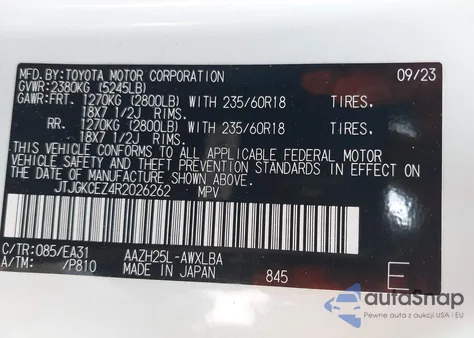 MFD.BY:TOYOTA MOTOR CORPORATION 09/23
GVWR: 2380KG (5245LB)
GAWR:FRT. 1270KG (2800LB) WITH 235/60R18 TIRES,
18X7 1/2J RIMS.
RR. 1270KG (2800LB) WITH 235/60R18 TIRES,
18X7 1/2J RIMS.
THIS VEHICLE CONFORMS TO ALL APPLICABLE FEDERAL MOTOR
VEHICLE SAFETY AND THEFT PREVENTION STANDARDS IN EFFECT ON
THE DATE OF MANUFACTURE SHOWN ABOVE.
JTJGKCEZ4R2026262 MPV
C/TR:085/EA31 AAZH25L-AWXLBA
A/TM: /P810 MADE IN JAPAN 845 E
autoSnap
Pewne auta z USA i EU